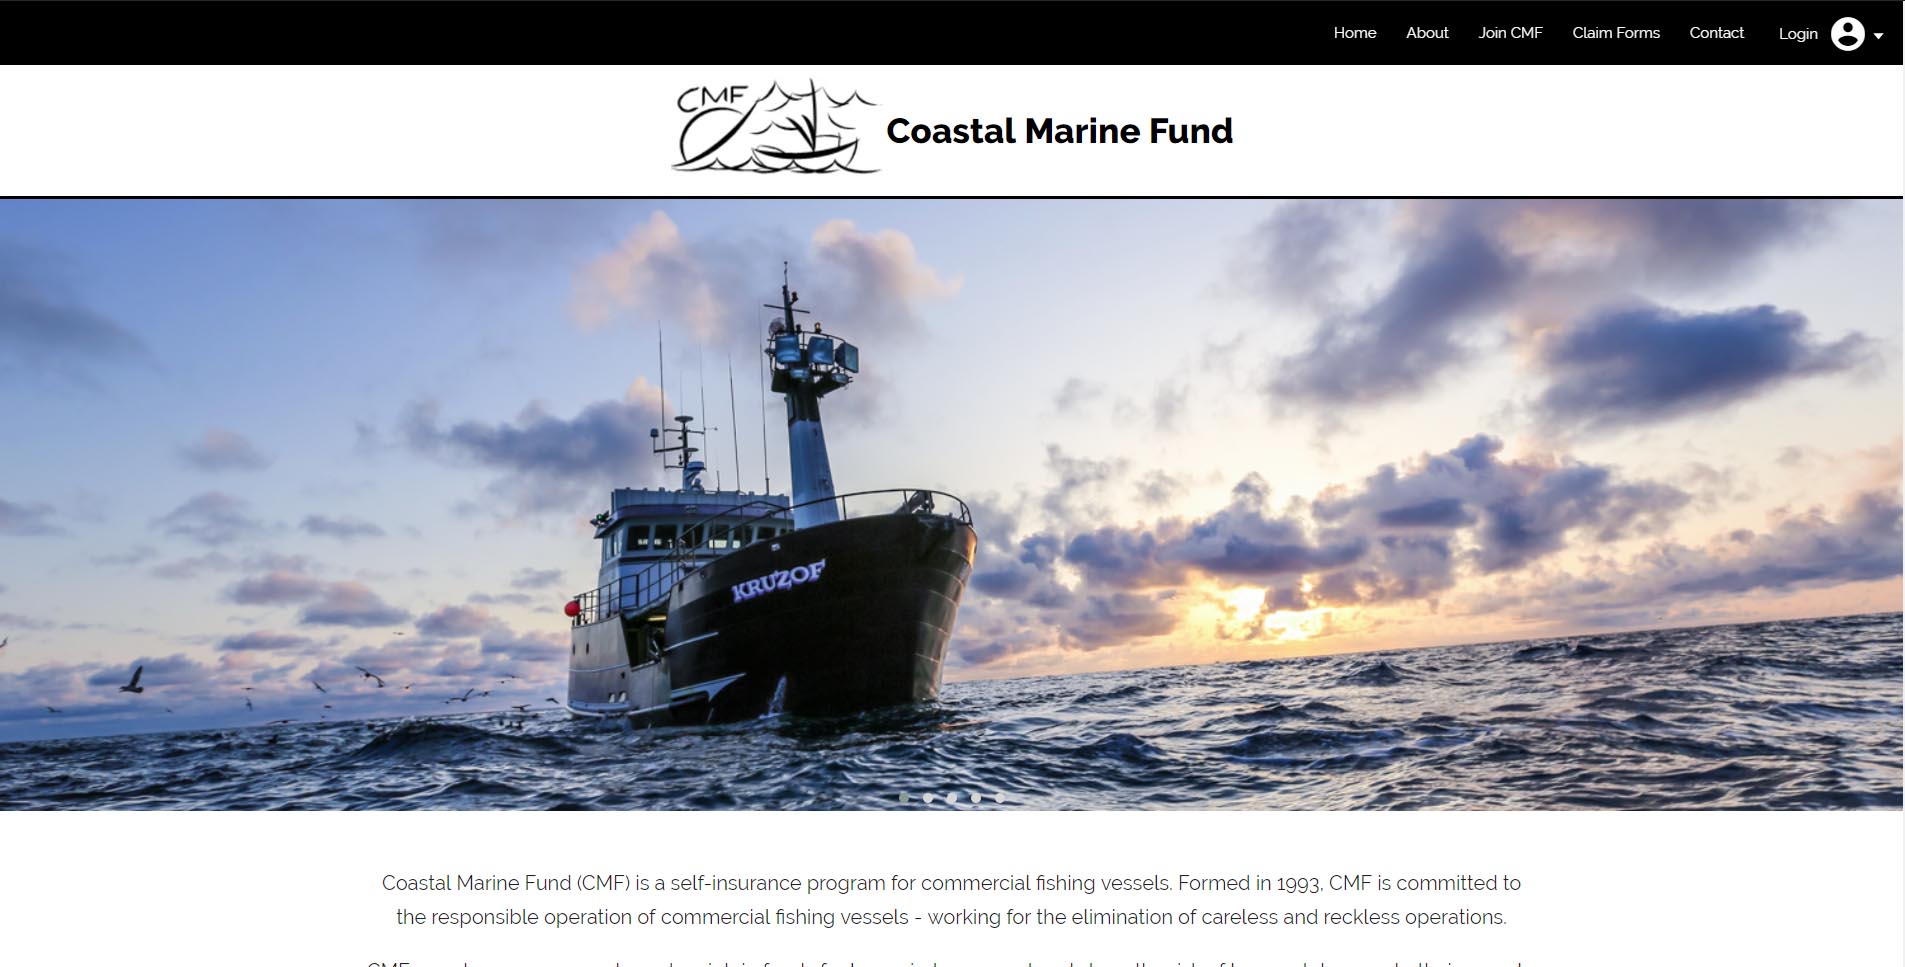 Home About Join CMF Claim Forms Contact Login
CMF
Coastal Marine Fund
KRUZOF
Coastal Marine Fund (CMF) is a self-insurance program for commercial fishing vessels. Formed in 1993, CMF is committed to
the responsible operation of commercial fishing vessels - working for the elimination of careless and reckless operations.
CMF